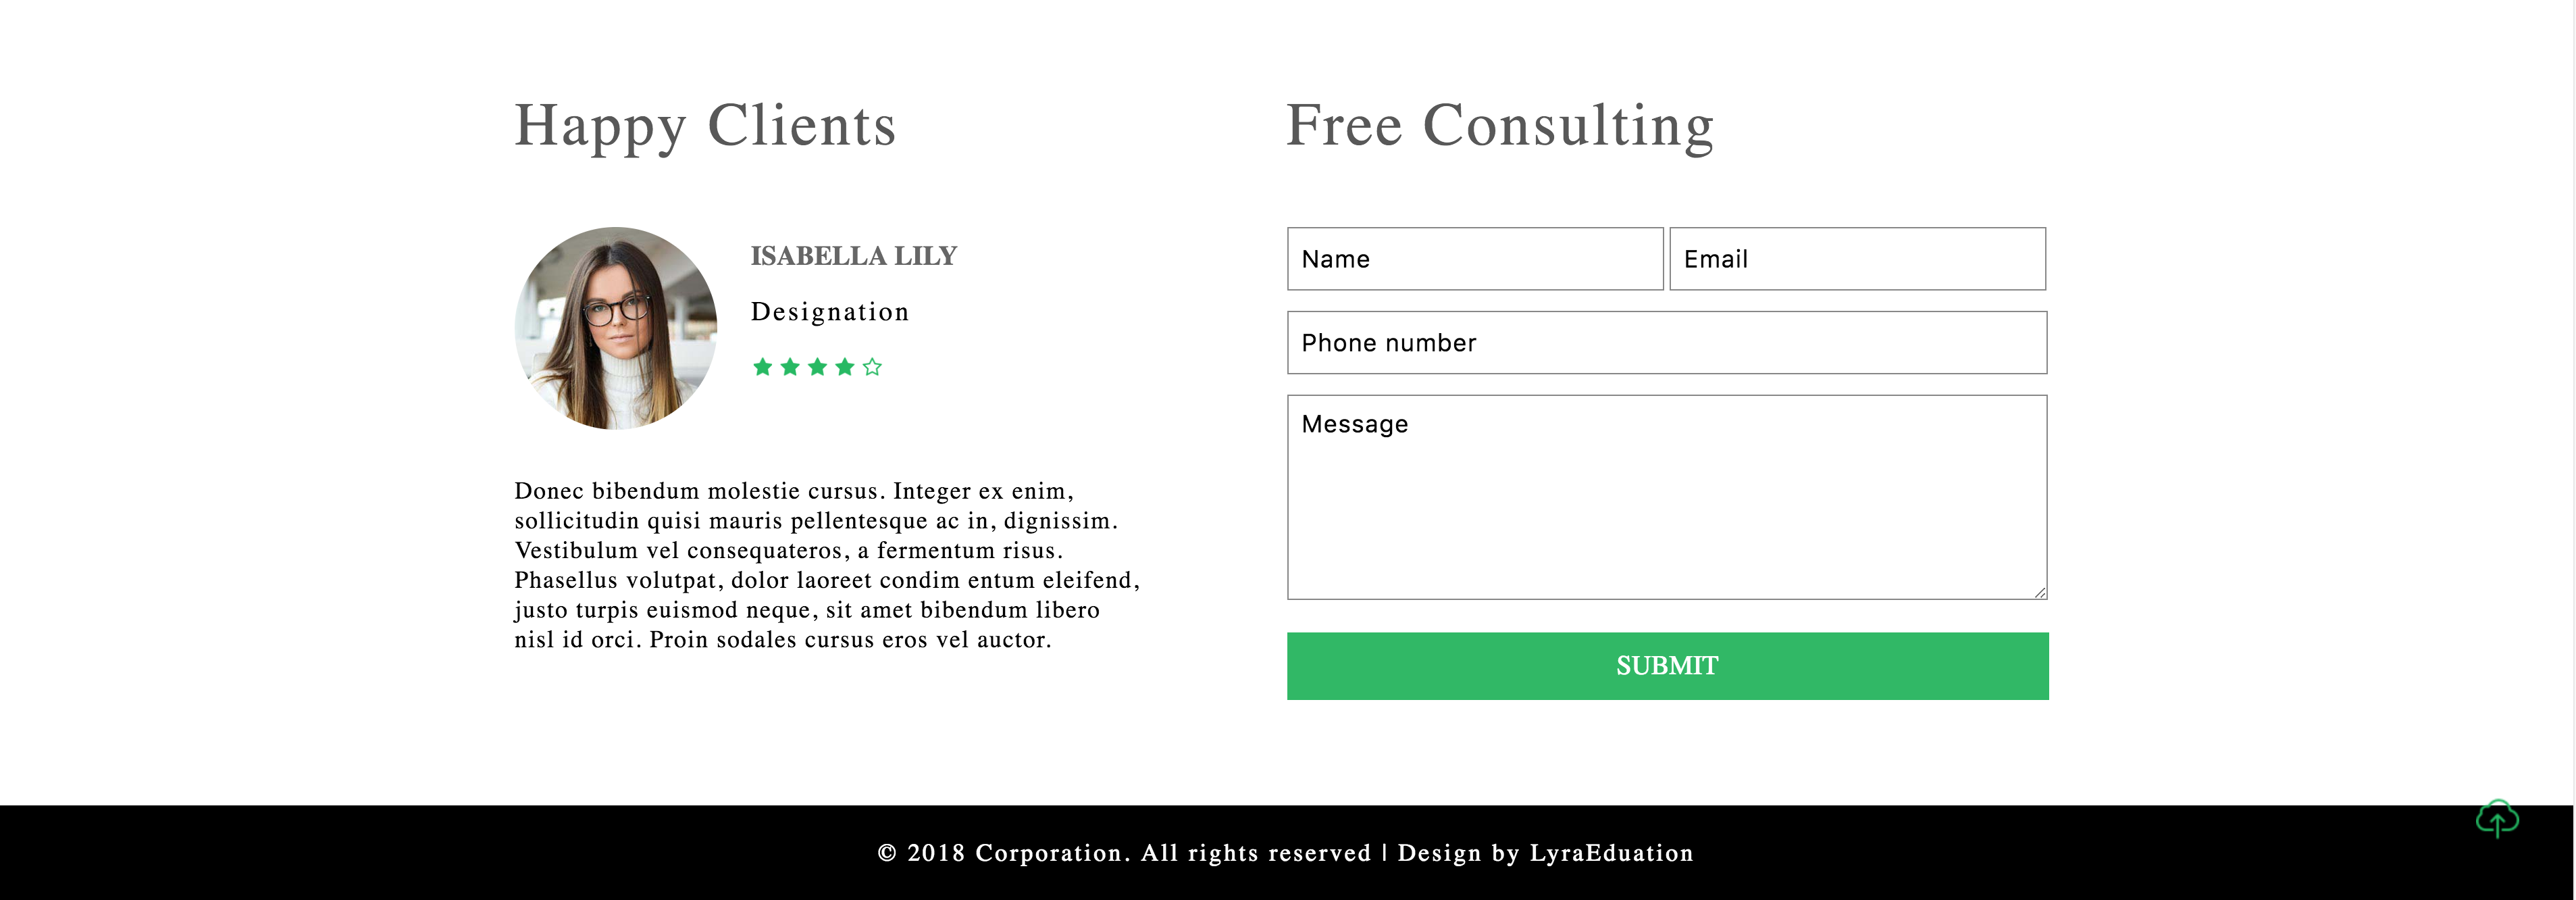 Happy Clients
ISABELLA LILY
Designation
Donec bibendum molestie cursus. Integer ex enim,
sollicitudin quisi mauris pellentesque ac in, dignissim.
Vestibulum vel consequateros, a fermentum risus.
Phasellus volutpat, dolor laoreet condim entum eleifend,
justo turpis euismod neque, sit amet bibendum libero
nisl id orci. Proin sodales cursus eros vel auctor.
Free Consulting
Name
Email
Phone number
Message
SUBMIT
© 2018 Corporation. All rights reserved | Design by LyraEduation